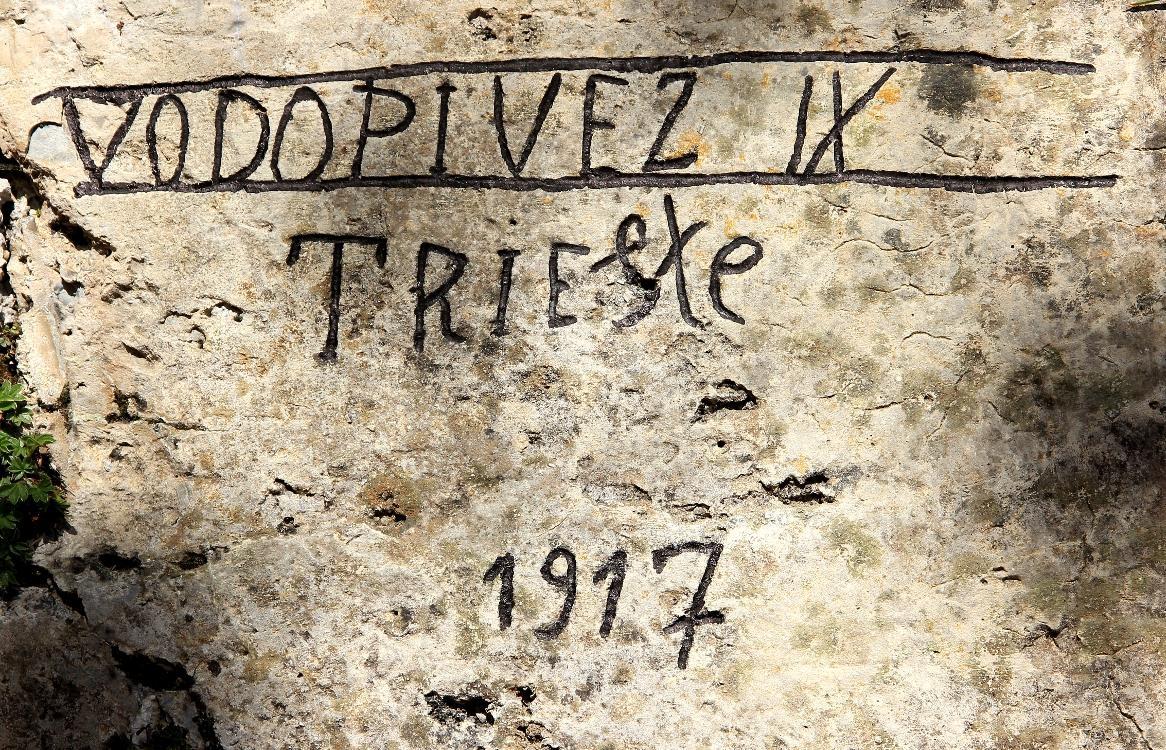 VODOPIVEZ IX
TRIEste
1917